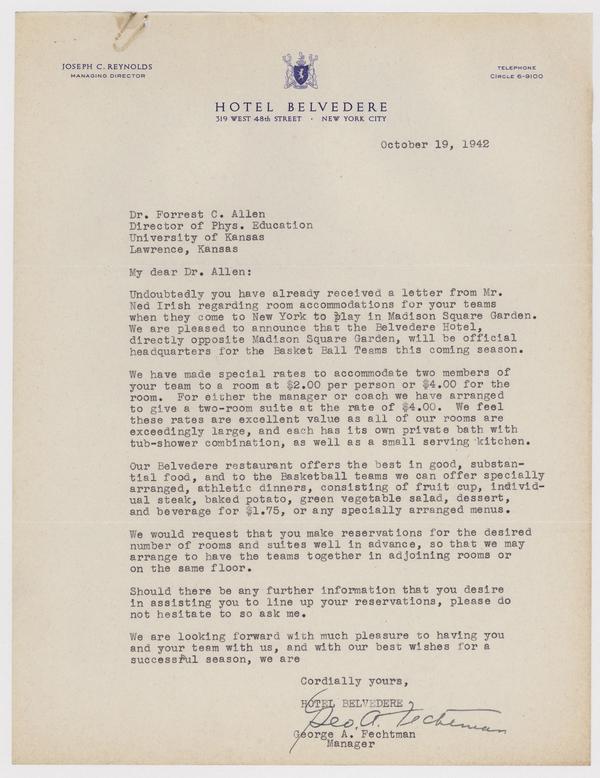 JOSEPH C. REYNOLDS
MANAGING DIRECTOR
TELEPHONE
CIRCLE 6-9100
HOTEL BELVEDERE
319 WEST 48th STREET · NEW YORK CITY
October 19, 1942
Dr. Forrest C. Allen
Director of Phys. Education
University of Kansas
Lawrence, Kansas
My dear Dr. Allen:
Undoubtedly you have already received a letter from Mr.
Ned Irish regarding room accommodations for your teams
when they come to New York to play in Madison Square Garden.
We are pleased to announce that the Belvedere Hotel,
directly opposite Madison Square Garden, will be official
headquarters for the Basket Ball Teams this coming season.
We have made special rates to accommodate two members of
your team to a room at $2.00 per person or $4.00 for the
room. For either the manager or coach we have arranged
to give a two-room suite at the rate of $4.00. We feel
these rates are excellent value as all of our rooms are
exceedingly large, and each has its own private bath with
tub-shower combination, as well as a small serving kitchen.
Our Belvedere restaurant offers the best in good, substan-
tial food, and to the Basketball teams we can offer specially
arranged, athletic dinners, consisting of fruit cup, individ-
ual steak, baked potato, green vegetable salad, dessert,
and beverage for $1.75, or any specially arranged menus.
We would request that you make reservations for the desired
number of rooms and suites well in advance, so that we may
arrange to have the teams together in adjoining rooms or
on the same floor.
Should there be any further information that you desire
in assisting you to line up your reservations, please do
not hesitate to so ask me.
We are looking forward with much pleasure to having you
and your team with us, and with our best wishes for a
successful season, we are
Cordially yours,
HOTEL BELVEDERE
Geo. A. Fechtman
George A. Fechtman
Manager